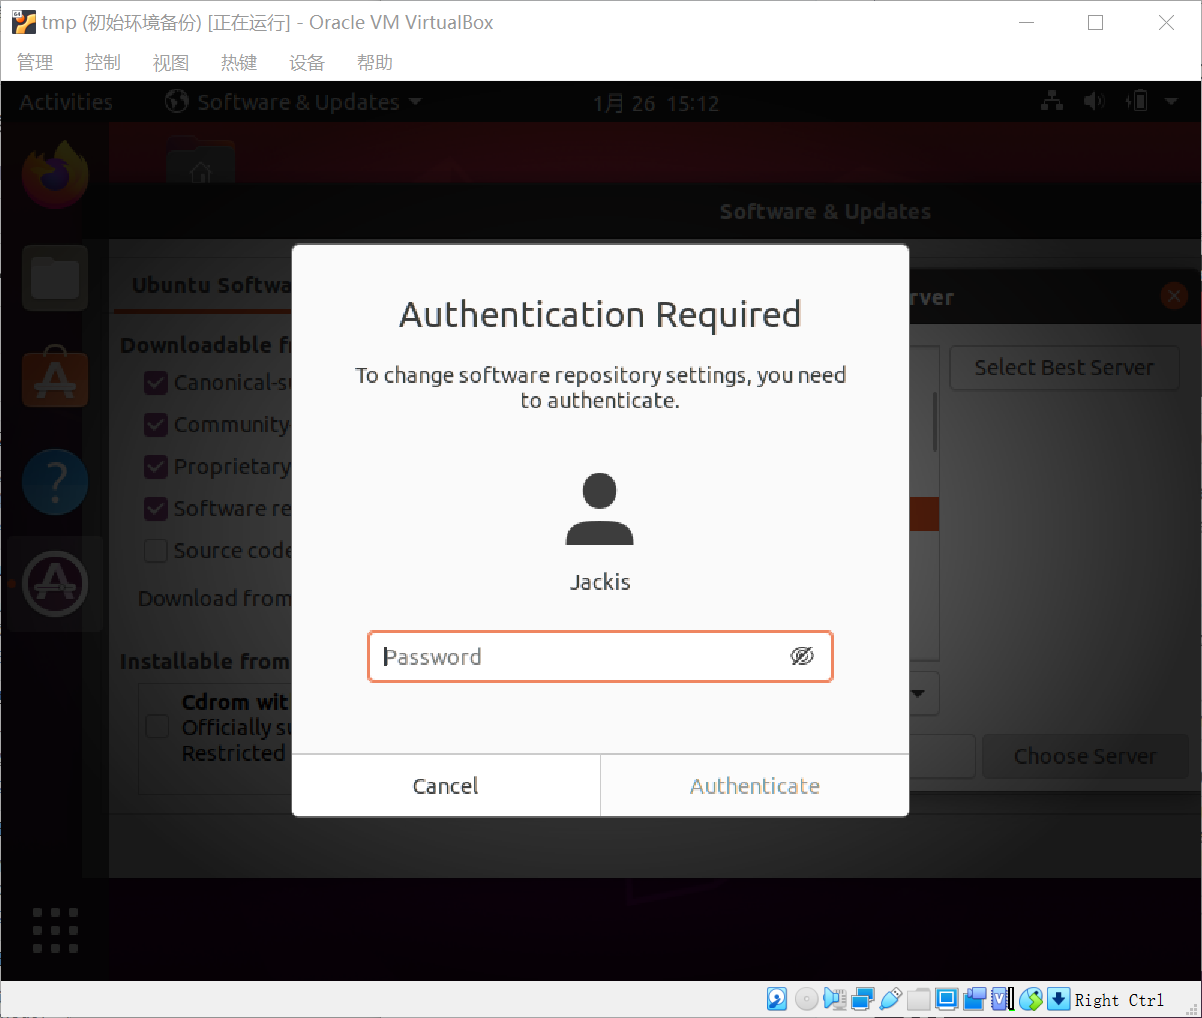 tmp (初始环境备份) [正在运行] - Oracle VM VirtualBox
管理 控制 视图 热键 设备 帮助
Activities Software & Updates 1月 26 15:12
Software & Updates
Ubuntu Softwa
rver
Downloadable f
Select Best Server
Canonical-su
Community
Proprietary
Software re
Source code
Download from
Installable from
Cdrom wit
Officially su
Restricted
Choose Server
Authentication Required
To change software repository settings, you need
to authenticate.
Jackis
Password
Cancel Authenticate
Right Ctrl